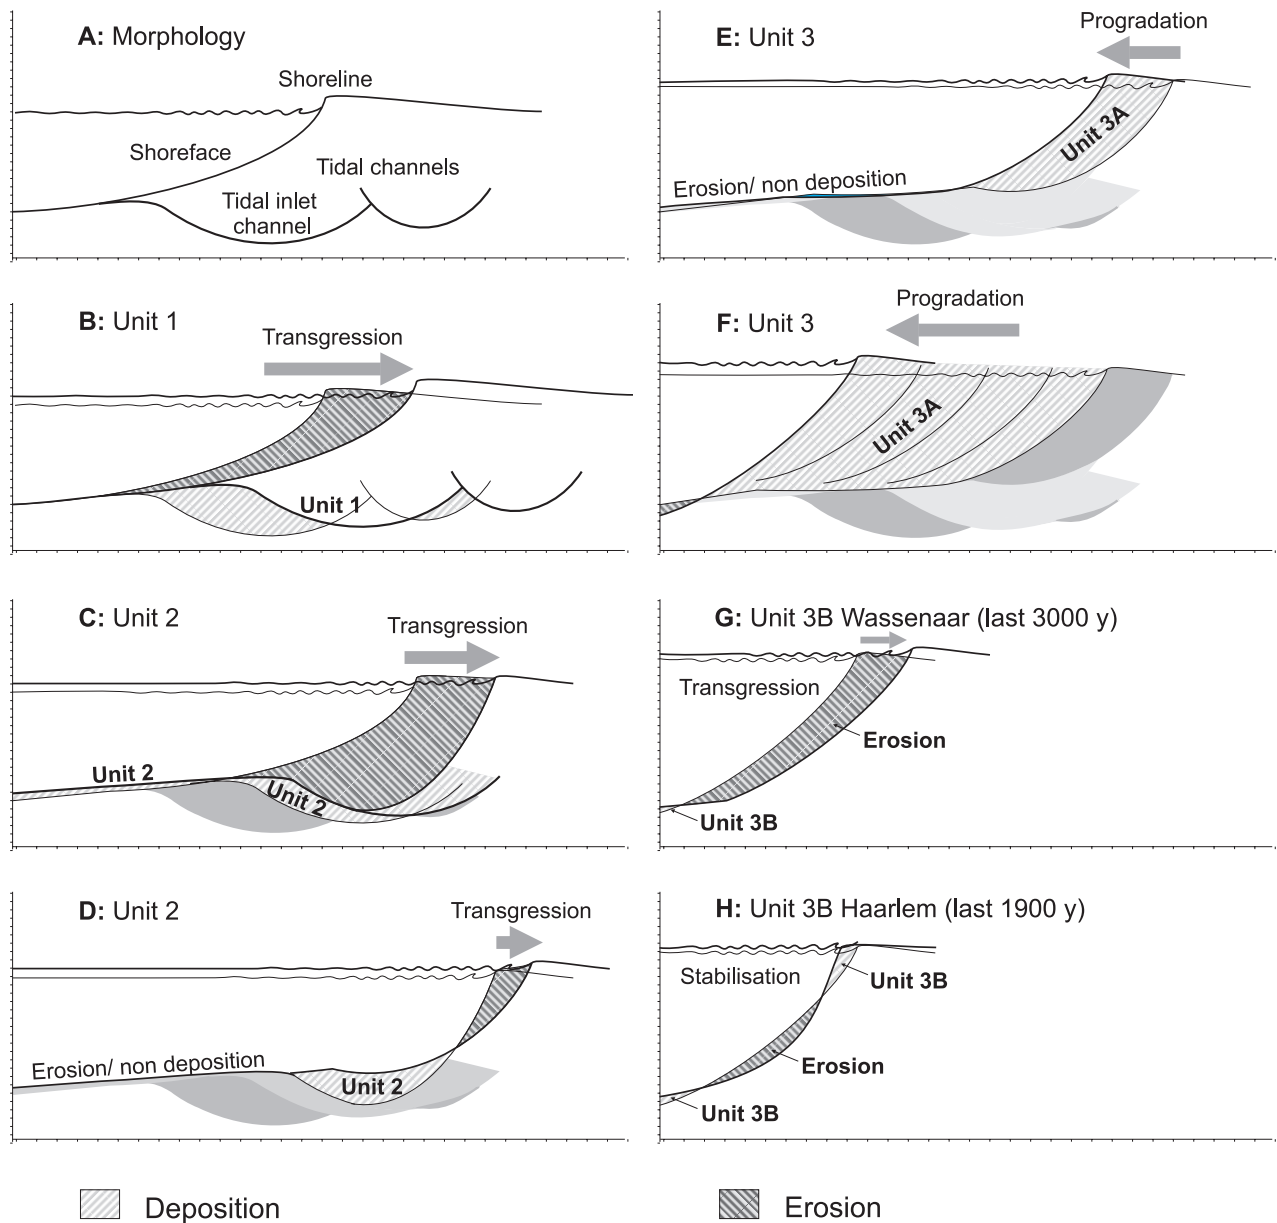 A: Morphology
Shoreline
Shoreface
Tidal channels
Tidal inlet
channel
B: Unit 1
Transgression
Unit 1
C: Unit 2
Transgression
Unit 2
Unit 2
D: Unit 2
Transgression
Erosion/ non deposition
Unit 2
E: Unit 3
Progradation
Unit 3A
Erosion/ non deposition
F: Unit 3
Progradation
Unit 3A
G: Unit 3B Wassenaar (last 3000 y)
Transgression
Erosion
Unit 3B
H: Unit 3B Haarlem (last 1900 y)
Stabilisation
Unit 3B
Erosion
Unit 3B
Deposition
Erosion